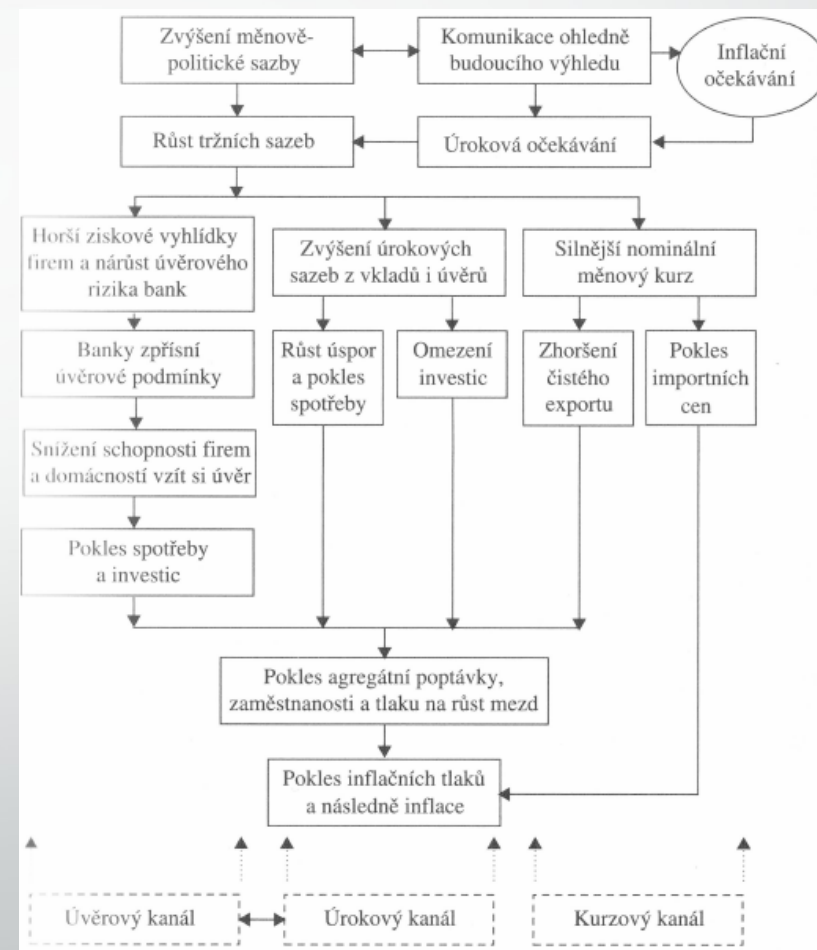 Zvýšení měnově-
politické sazby
Komunikace ohledně
budoucího výhledu
Inflační
očekávání
Růst tržních sazeb
Úroková očekávání
Horší ziskové vyhlídky
firem a nárůst úvěrového
rizika bank
Zvýšení úrokových
sazeb z vkladů i úvěrů
Silnější nominální
měnový kurz
Banky zpřísní
úvěrové podmínky
Růst úspor
a pokles
spotřeby
Omezení
investic
Zhoršení
čistého
exportu
Pokles
importních
cen
Snížení schopnosti firem
a domácností vzít si úvěr
Pokles spotřeby
a investic
Pokles agregátní poptávky,
zaměstnanosti a tlaku na růst mezd
Pokles inflačních tlaků
a následně inflace
Úvěrový kanál
Úrokový kanál
Kurzový kanál